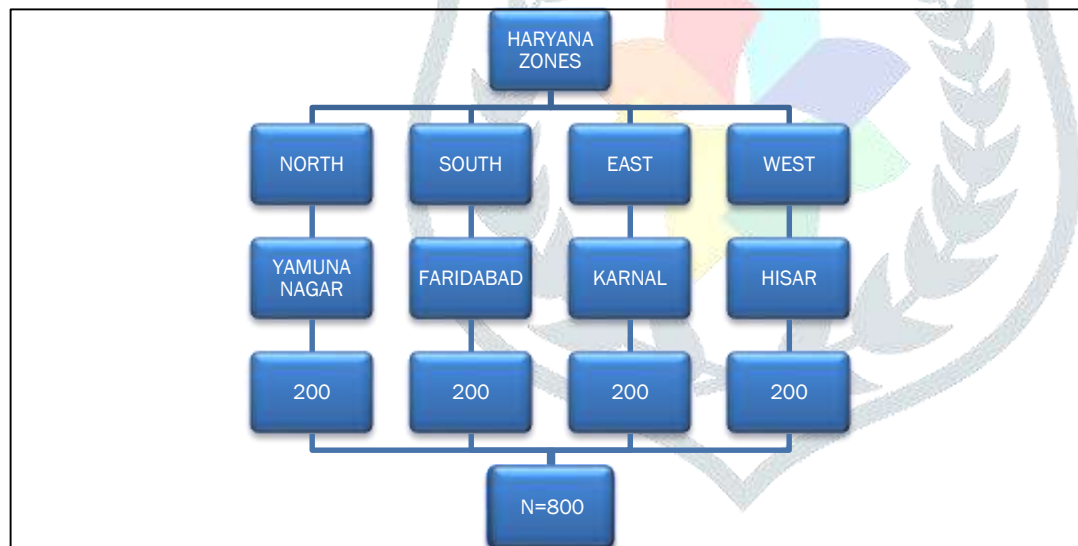 HARYANA
ZONES
NORTH
SOUTH
EAST
WEST
YAMUNA
NAGAR
FARIDABAD
KARNAL
HISAR
200
200
200
200
N=800